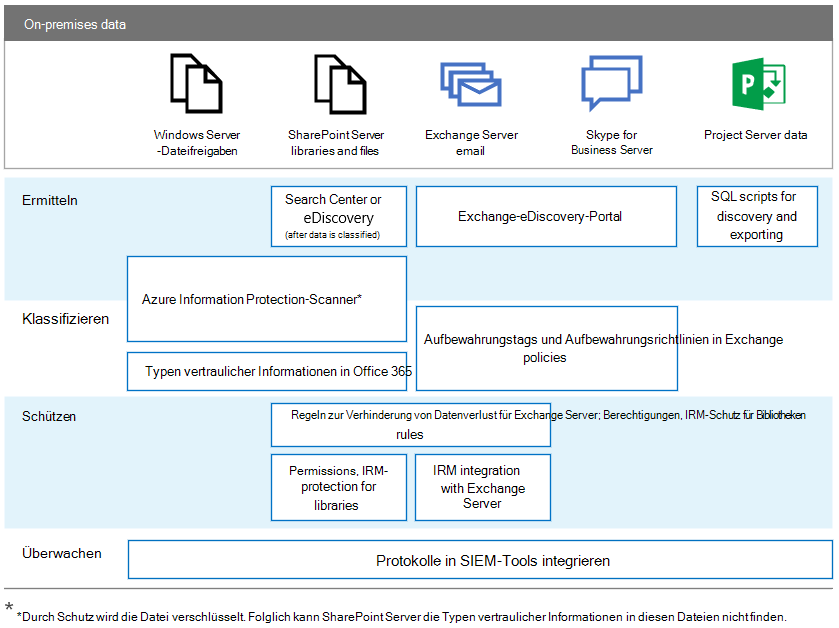 On-premises data
Windows Server
-Dateifreigaben
SharePoint Server
libraries and files
Exchange Server
email
Skype for
Business Server
P
Project Server data
Ermitteln
Search Center or
eDiscovery
(after data is classified)
Exchange-eDiscovery-Portal
SQL scripts for
discovery and
exporting
Azure Information Protection-Scanner*
Klassifizieren
Aufbewahrungstags und Aufbewahrungsrichtlinien in Exchange
policies
Typen vertraulicher Informationen in Office 365
Schützen
Regeln zur Verhinderung von Datenverlust für Exchange Server; Berechtigungen, IRM-Schutz für Bibliotheken
rules
Permissions, IRM-
protection for
libraries
IRM integration
with Exchange
Server
Überwachen
Protokolle in SIEM-Tools integrieren
* *Durch Schutz wird die Datei verschlüsselt. Folglich kann SharePoint Server die Typen vertraulicher Informationen in diesen Dateien nicht finden.